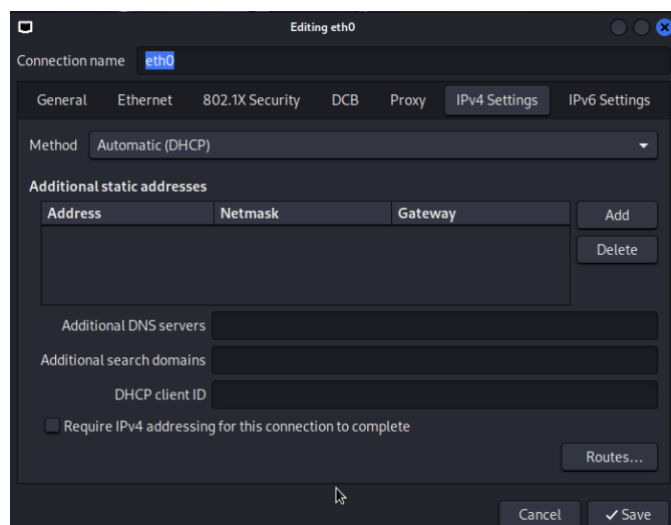 Editing eth0
Connection name eth0
General Ethernet 802.1X Security DCB Proxy IPv4 Settings IPv6 Settings
Method Automatic (DHCP)
Additional static addresses
Address Netmask Gateway Add
Delete
Additional DNS servers
Additional search domains
DHCP client ID
Require IPv4 addressing for this connection to complete
Routes...
Cancel Save